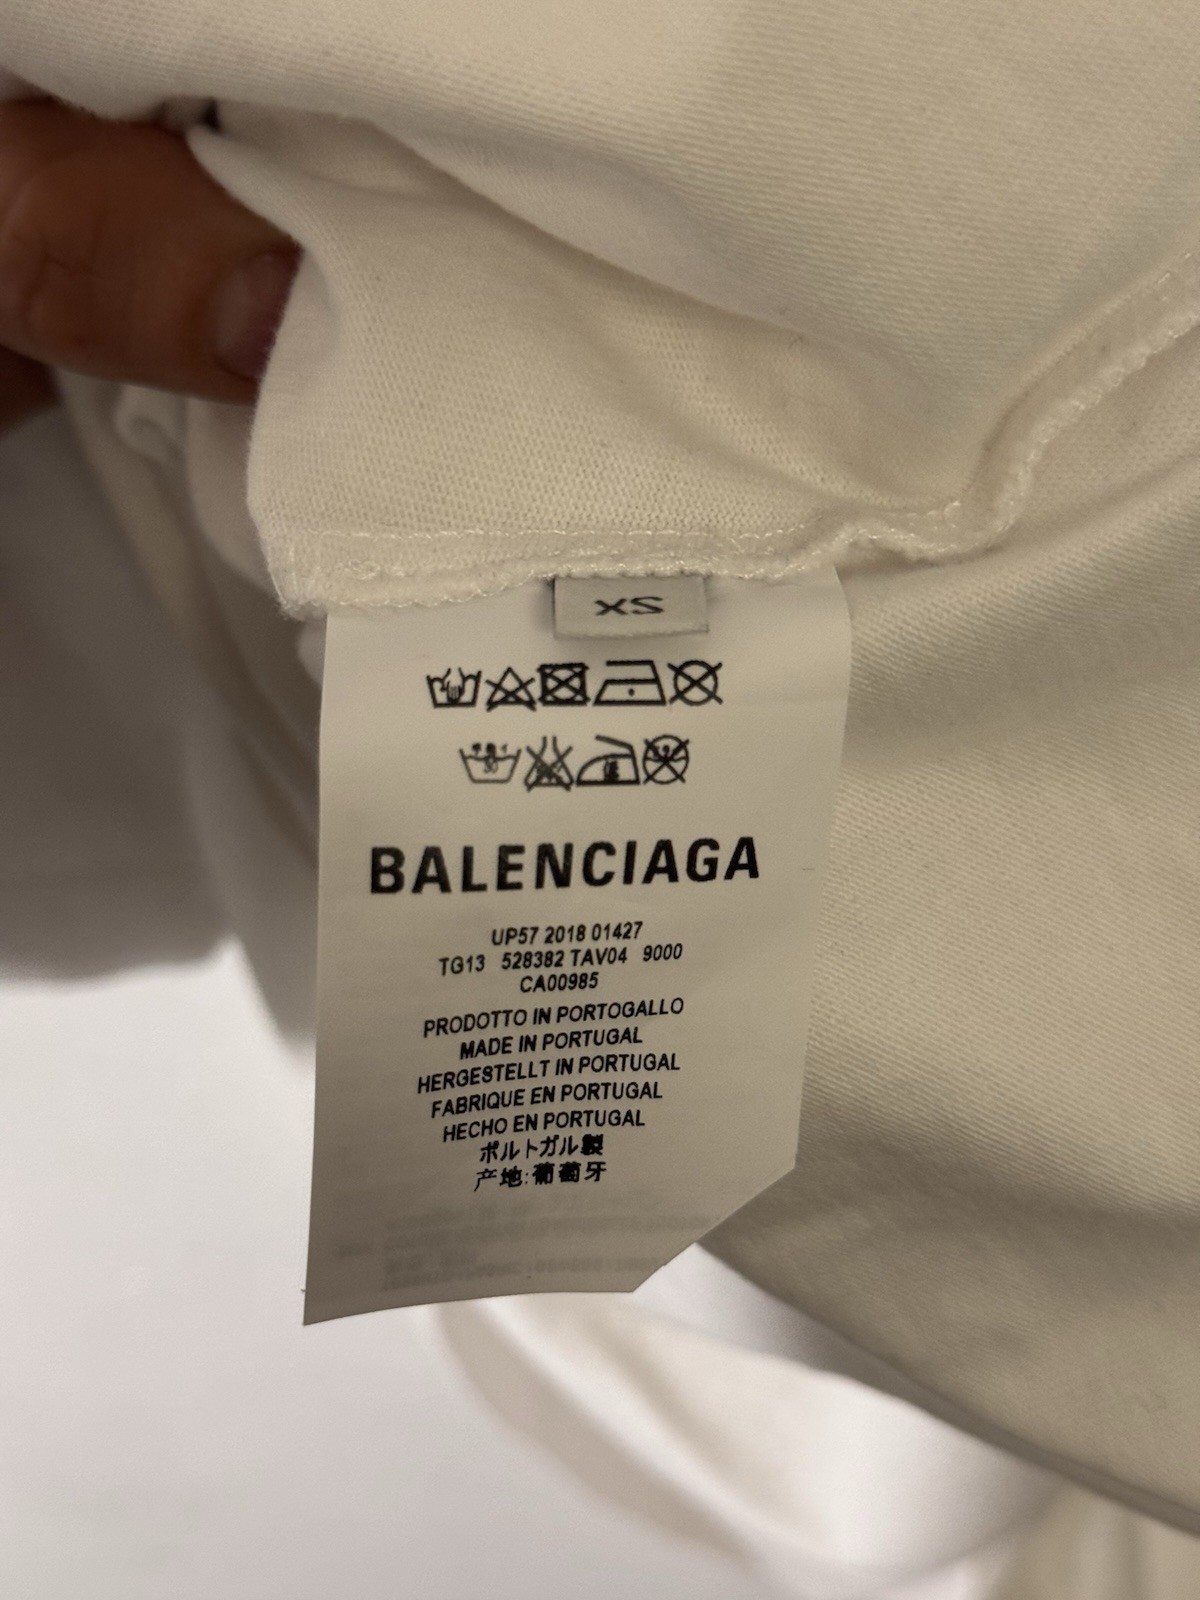 XS
BALENCIAGA
UP57 2018 01427
TG13 528382 TAV04 9000
CA00985
PRODOTTO IN PORTOGALLO
MADE IN PORTUGAL
HERGESTELLT IN PORTUGAL
FABRIQUE EN PORTUGAL
HECHO EN PORTUGAL
ポルトガル製
产地:葡萄牙